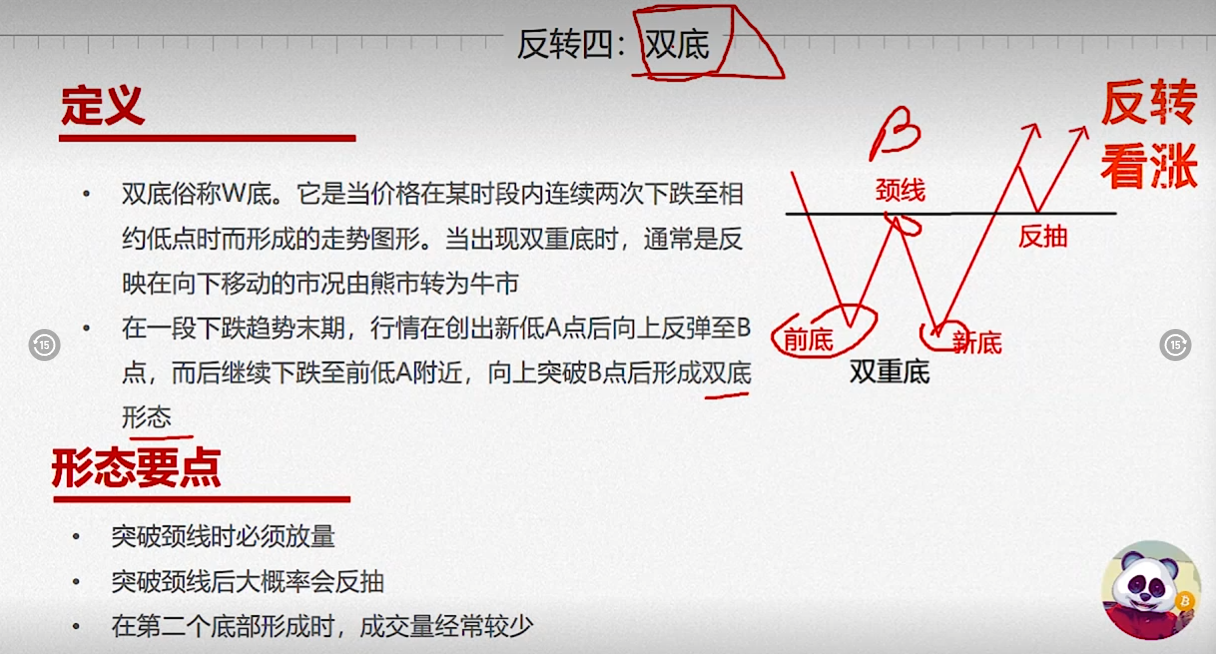 反转四：双底
定义
双底俗称W底。它是当价格在某时段内连续两次下跌至相
约低点时而形成的走势图形。当出现双重底时，通常是反
映在向下移动的市况由熊市转为牛市
在一段下跌趋势末期，行情在创出新低A点后向上反弹至B
点，而后继续下跌至前低A附近，向上突破B点后形成双底
形态
反转
看涨
B
颈线
反抽
前底
新底
双重底
15
15
形态要点
突破颈线时必须放量
突破颈线后大概率会反抽
在第二个底部形成时，成交量经常较少